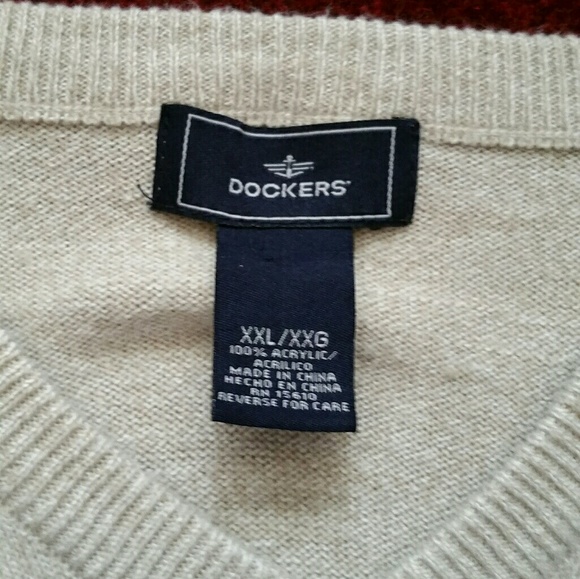 DOCKERS
XXL/XXG
100% ACRYLIC/
ACRILICO
MADE IN CHINA
HECHO EN CHINA
RN 15610
REVERSE FOR CARE